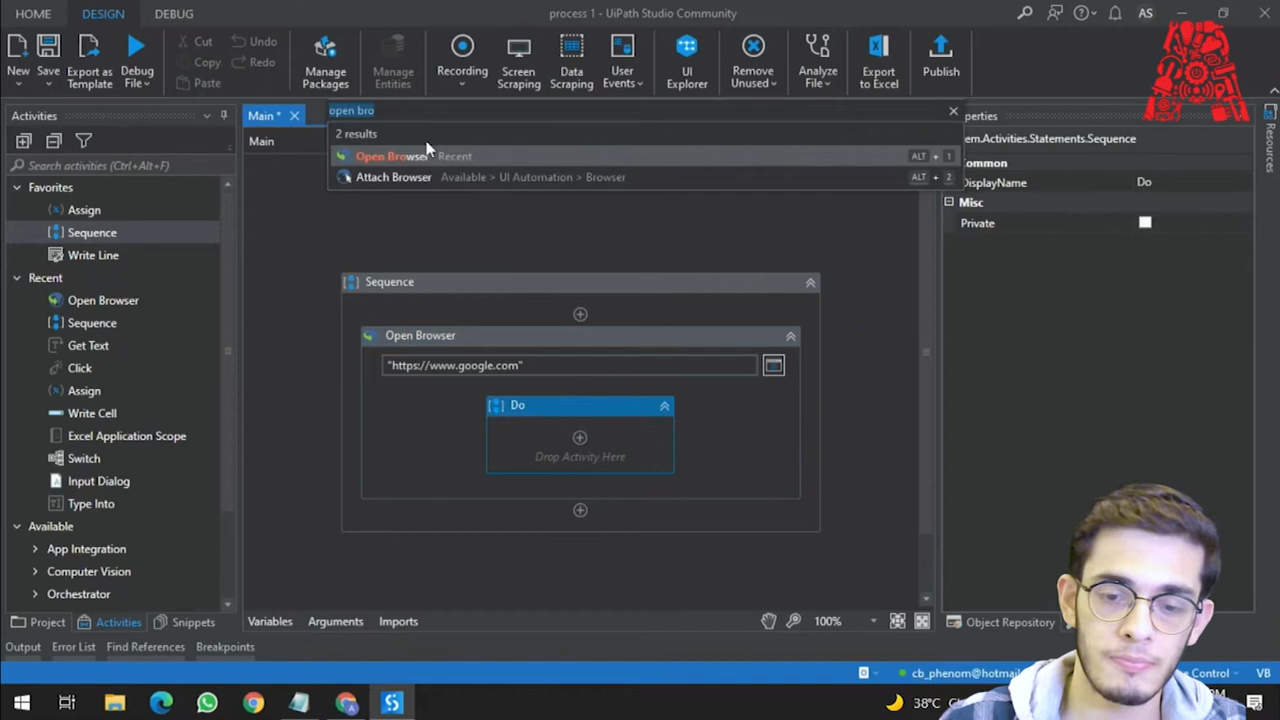 HOME DESIGN DEBUG process 1 - UiPath Studio Community AS
New Save Export as Template Debug File Cut Copy Paste Undo Redo Manage Packages Manage Entities Recording Screen Scraping Data Scraping User Events UI Explorer Remove Unused Analyze File Export to Excel Publish
Activities
Search activities (Ctrl+Alt+F)
Favorites
Assign
Sequence
Write Line
Recent
Open Browser
Sequence
Get Text
Click
Assign
Write Cell
Excel Application Scope
Switch
Input Dialog
Type Into
Available
App Integration
Computer Vision
Orchestrator
Project Activities Snippets
Main *
Main
open bro
2 results
Open Browser Recent ALT + 1
Attach Browser Available > UI Automation > Browser ALT + 2
Sequence
Open Browser
"https://www.google.com"
Do
Drop Activity Here
Variables Arguments Imports 100%
perties
em.Activities.Statements.Sequence
ommon
DisplayName Do
Misc
Private
Resources
Object Repository
Output Error List Find References Breakpoints
cb_phenom@hotmail Control VB
38°C